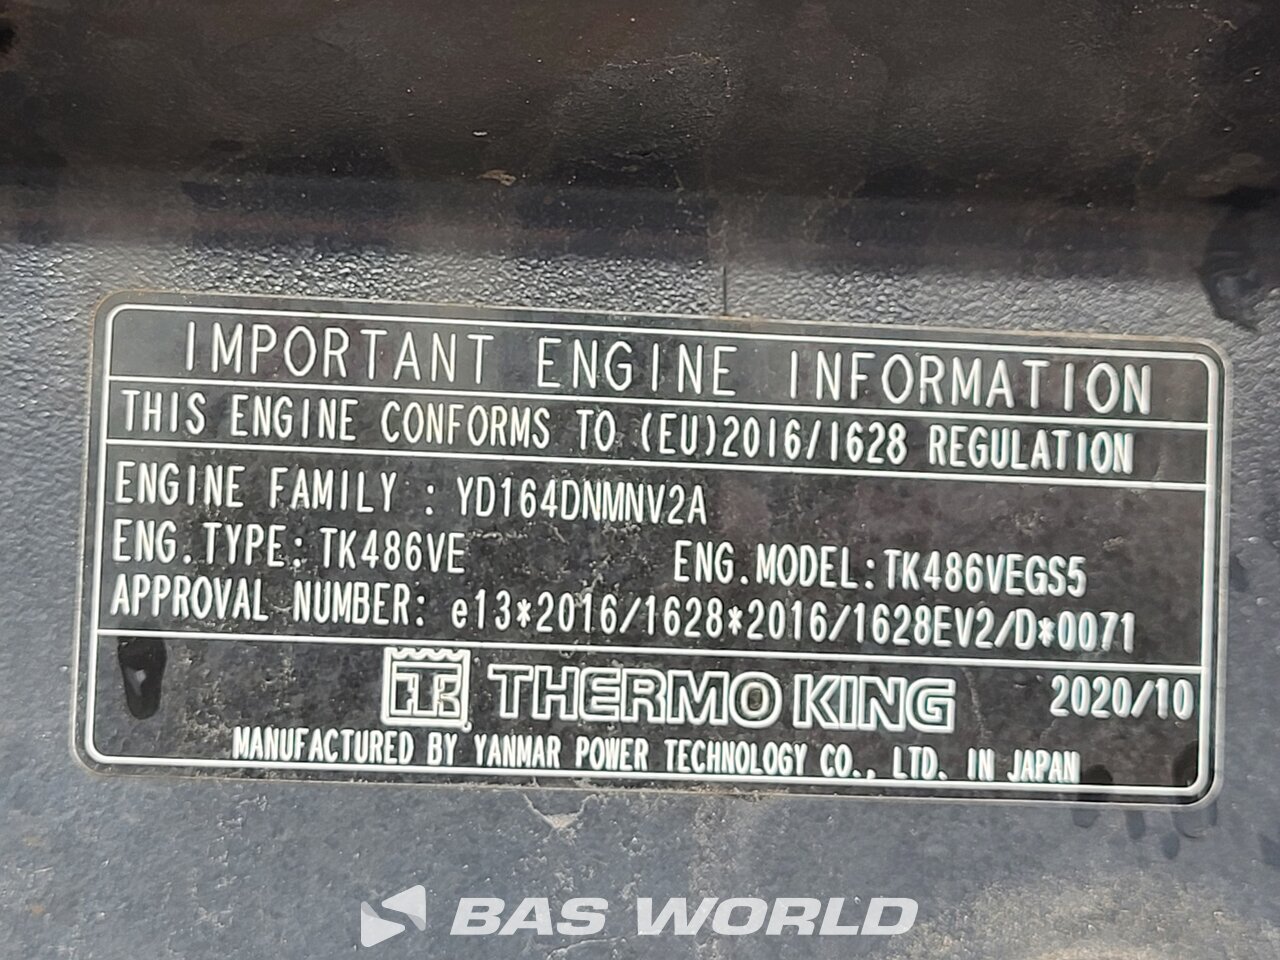 IMPORTANT ENGINE INFORMATION
THIS ENGINE CONFORMS TO (EU)2016/1628 REGULATION
ENGINE FAMILY : YD164DNMNV2A
ENG.TYPE: TK486VE ENG.MODEL:TK486VEGS5
APPROVAL NUMBER: e13*2016/1628*2016/1628EV2/D*0071
TK THERMO KING 2020/10
MANUFACTURED BY YANMAR POWER TECHNOLOGY CO., LTD. IN JAPAN
BAS WORLD